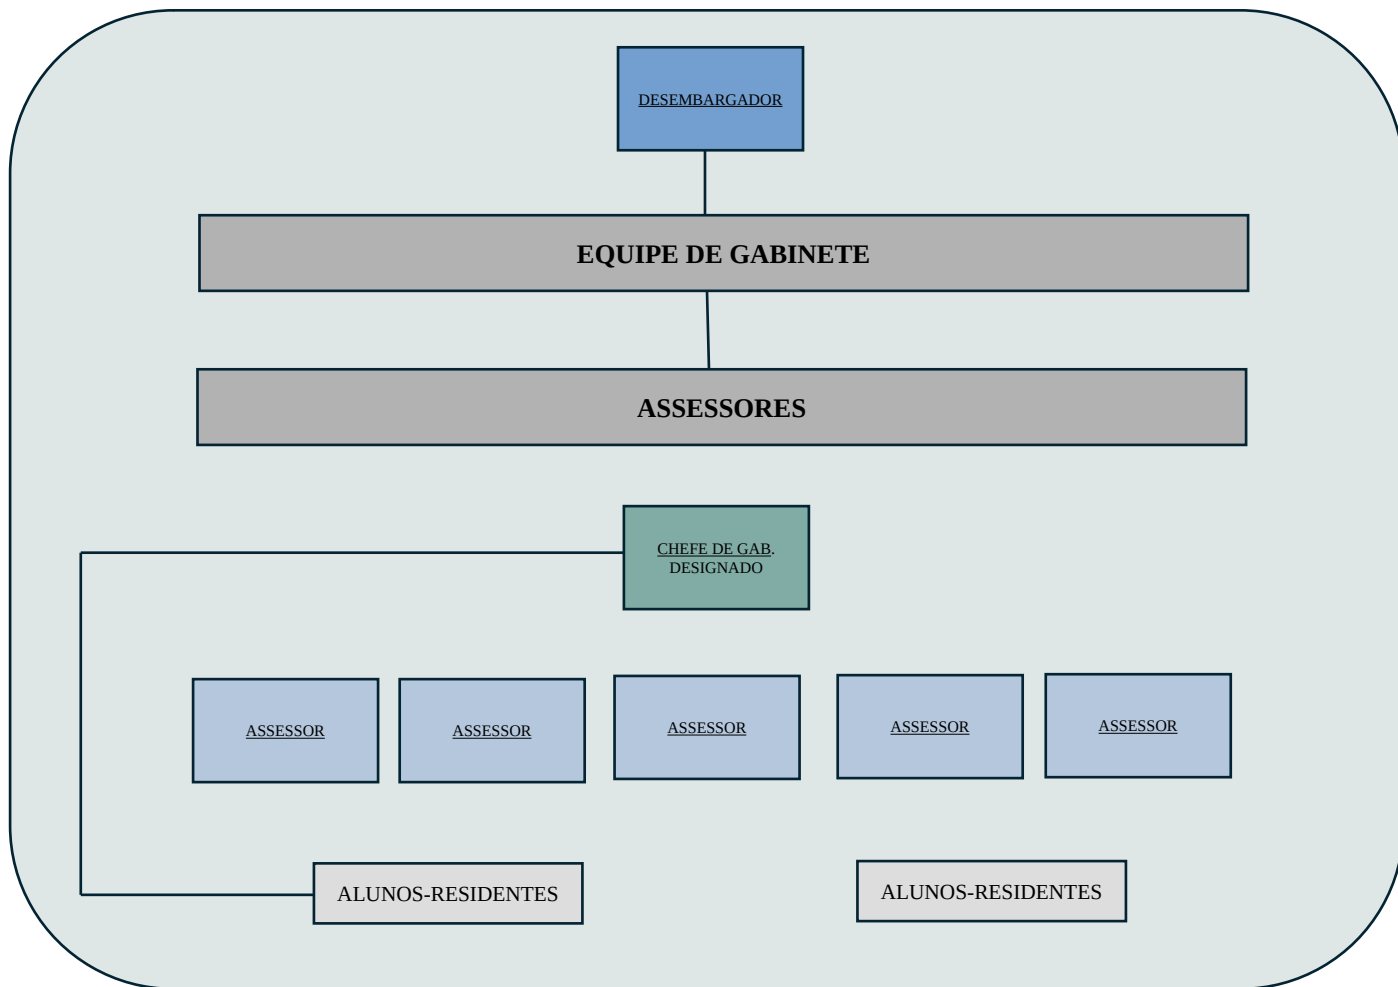 DESEMBARGADOR
EQUIPE DE GABINETE
ASSESSORES
CHEFE DE GAB.
DESIGNADO
ASSESSOR
ASSESSOR
ASSESSOR
ASSESSOR
ASSESSOR
ALUNOS-RESIDENTES
ALUNOS-RESIDENTES